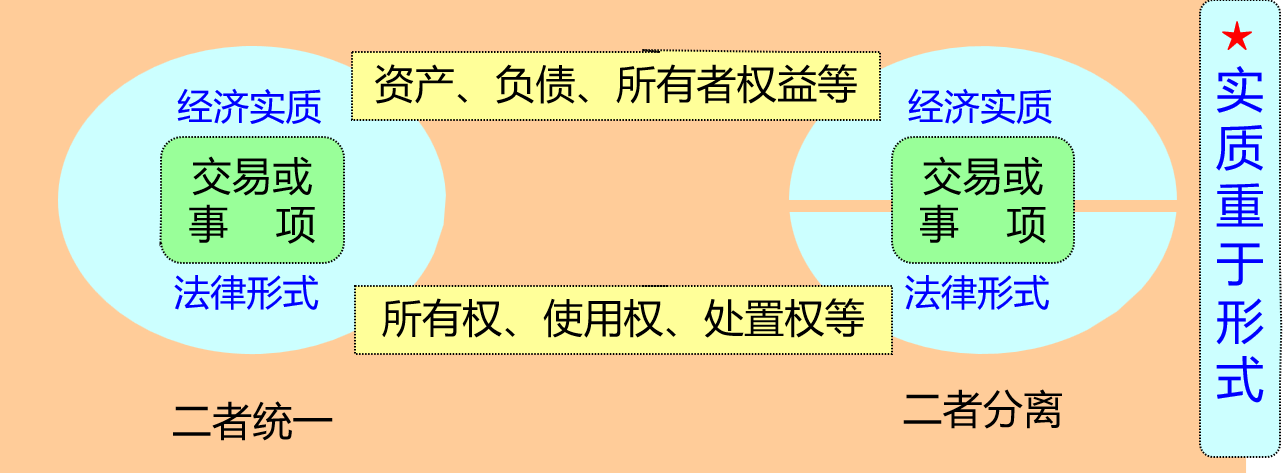 资产、负债、所有者权益等
经济实质
交易或
事 项
法律形式
所有权、使用权、处置权等
二者统一
经济实质
交易或
事 项
法律形式
二者分离
★
实
质
重
于
形
式